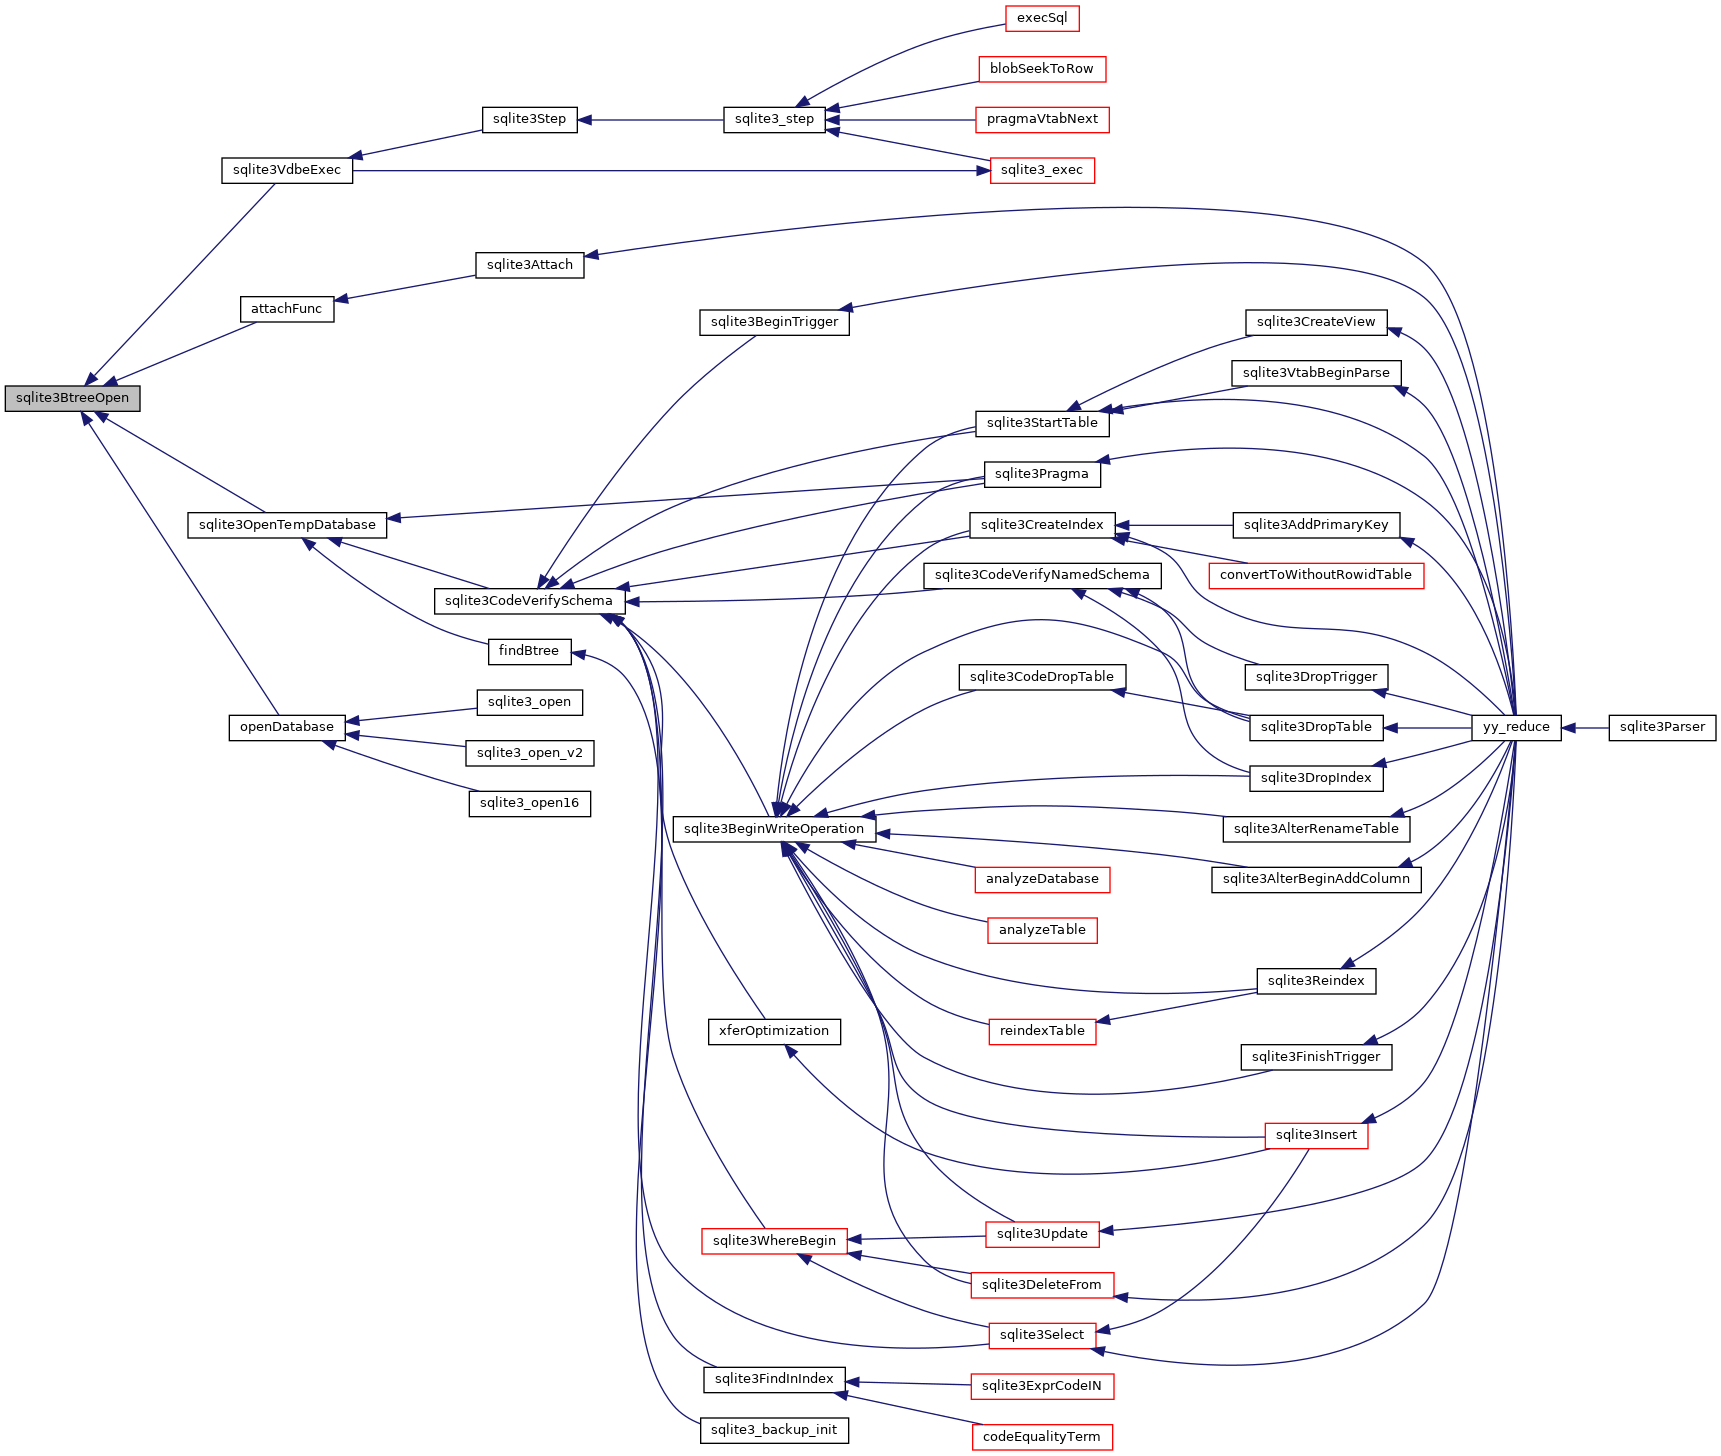 execSql
blobSeekToRow
sqlite3Step
sqlite3_step
pragmaVtabNext
sqlite3VdbeExec
sqlite3_exec
sqlite3Attach
attachFunc
sqlite3BeginTrigger
sqlite3CreateView
sqlite3VtabBeginParse
sqlite3BtreeOpen
sqlite3StartTable
sqlite3Pragma
sqlite3OpenTempDatabase
sqlite3CreateIndex
sqlite3AddPrimaryKey
sqlite3CodeVerifyNamedSchema
convertToWithoutRowidTable
sqlite3CodeVerifySchema
findBtree
sqlite3CodeDropTable
sqlite3DropTrigger
sqlite3_open
openDatabase
sqlite3DropTable
yy_reduce
sqlite3Parser
sqlite3_open_v2
sqlite3DropIndex
sqlite3_open16
sqlite3BeginWriteOperation
sqlite3AlterRenameTable
analyzeDatabase
sqlite3AlterBeginAddColumn
analyzeTable
sqlite3Reindex
xferOptimization
reindexTable
sqlite3FinishTrigger
sqlite3Insert
sqlite3WhereBegin
sqlite3Update
sqlite3DeleteFrom
sqlite3Select
sqlite3FindInIndex
sqlite3ExprCodeIN
sqlite3_backup_init
codeEqualityTerm